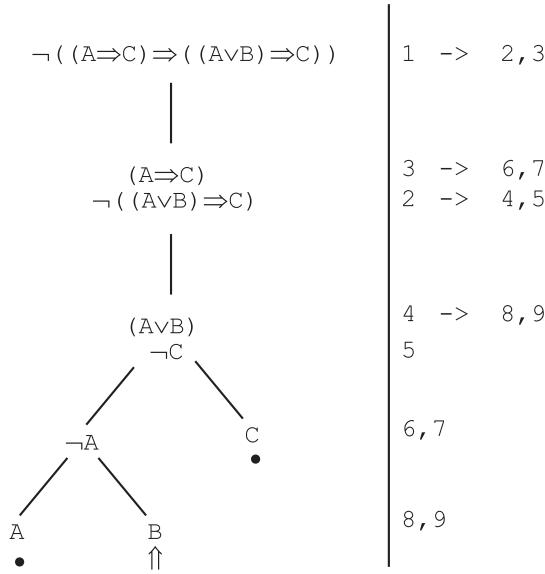 ¬((A⇒C)⇒((A∨B)⇒C)) 1 -> 2,3
(A⇒C) 3 -> 6,7
¬((A∨B)⇒C) 2 -> 4,5
(A∨B) 4 -> 8,9
¬C 5
¬A C 6,7
A B 8,9
⇑